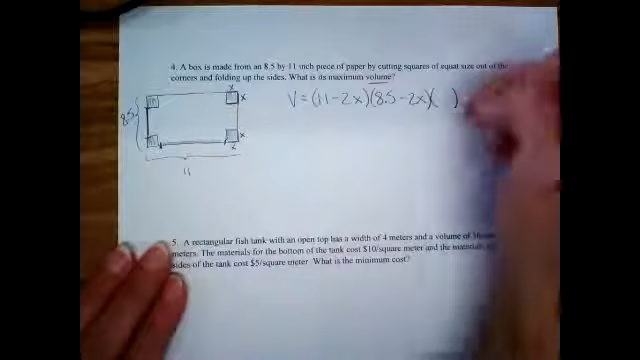 4. A box is made from an 8.5 by 11 inch piece of paper by cutting squares of equal size out of the
corners and folding up the sides. What is its maximum volume?
x
x
V = (11-2x)(8.5-2x)( )
8.5
x
x
11
5. A rectangular fish tank with an open top has a width of 4 meters and a volume of
meters. The materials for the bottom of the tank cost $10/square meter and the
sides of the tank cost $5/square meter. What is the minimum cost?